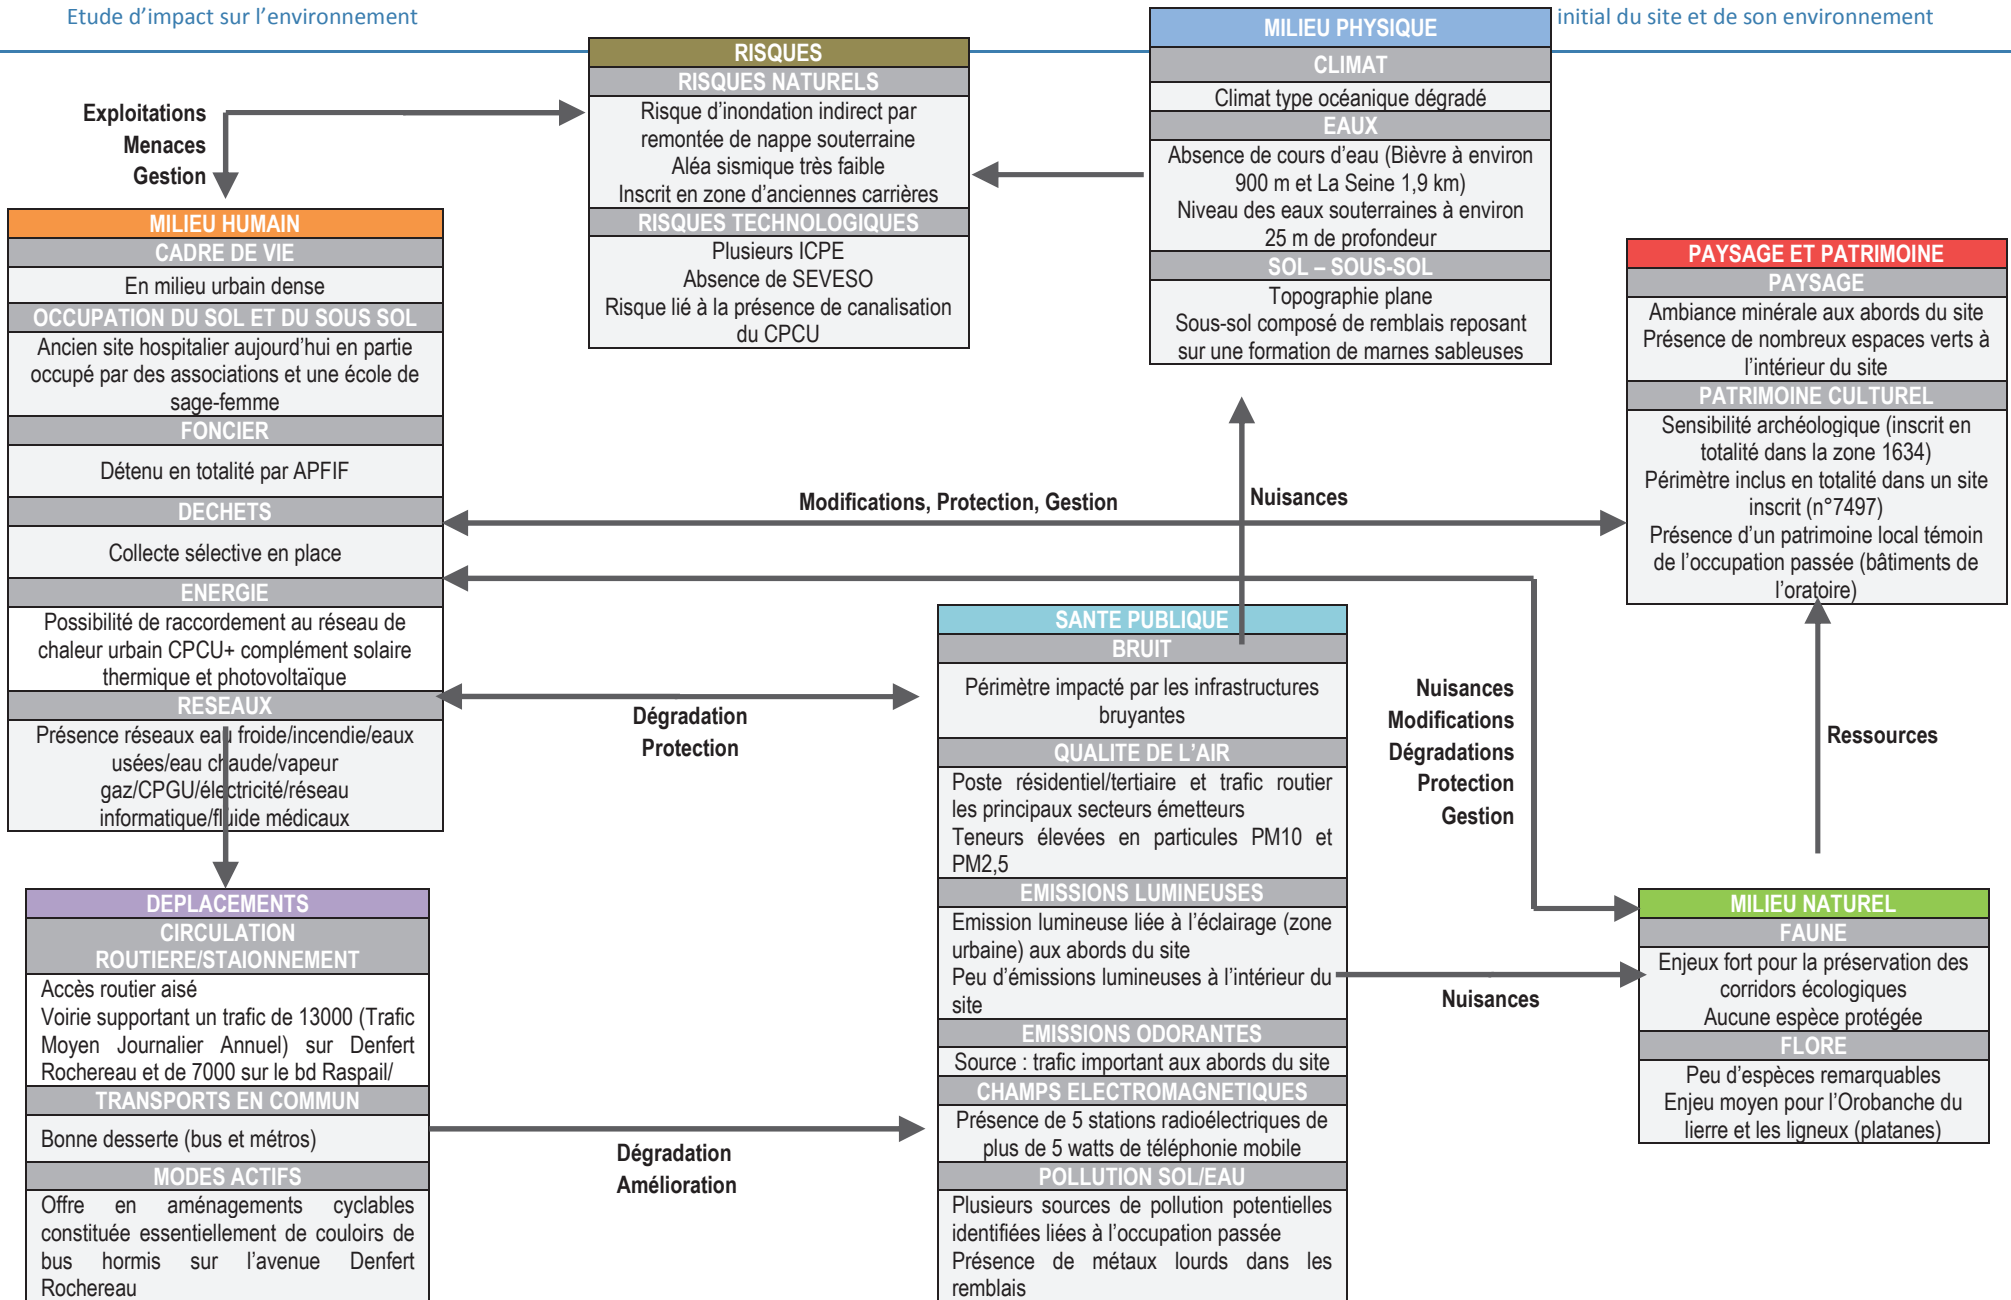 Etude d’impact sur l’environnement
initial du site et de son environnement
MILIEU PHYSIQUE
CLIMAT
Climat type océanique dégradé
EAUX
Absence de cours d’eau (Bièvre à environ
900 m et La Seine 1,9 km)
Niveau des eaux souterraines à environ
25 m de profondeur
SOL – SOUS-SOL
Topographie plane
Sous-sol composé de remblais reposant
sur une formation de marnes sableuses
RISQUES
RISQUES NATURELS
Risque d’inondation indirect par
remontée de nappe souterraine
Aléa sismique très faible
Inscrit en zone d’anciennes carrières
RISQUES TECHNOLOGIQUES
Plusieurs ICPE
Absence de SEVESO
Risque lié à la présence de canalisation
du CPCU
Exploitations
Menaces
Gestion
MILIEU HUMAIN
CADRE DE VIE
En milieu urbain dense
OCCUPATION DU SOL ET DU SOUS SOL
Ancien site hospitalier aujourd’hui en partie
occupé par des associations et une école de
sage-femme
FONCIER
Détenu en totalité par APFIF
DECHETS
Collecte sélective en place
ENERGIE
Possibilité de raccordement au réseau de
chaleur urbain CPCU+ complément solaire
thermique et photovoltaïque
RESEAUX
Présence réseaux eau froide/incendie/eaux
usées/eau chaude/vapeur
gaz/CPGU/électricité/réseau
informatique/fluide médicaux
PAYSAGE ET PATRIMOINE
PAYSAGE
Ambiance minérale aux abords du site
Présence de nombreux espaces verts à
l’intérieur du site
PATRIMOINE CULTUREL
Sensibilité archéologique (inscrit en
totalité dans la zone 1634)
Périmètre inclus en totalité dans un site
inscrit (n°7497)
Présence d’un patrimoine local témoin
de l’occupation passée (bâtiments de
l’oratoire)
Modifications, Protection, Gestion
Nuisances
Dégradation
Protection
SANTE PUBLIQUE
BRUIT
Périmètre impacté par les infrastructures
bruyantes
QUALITE DE L’AIR
Poste résidentiel/tertiaire et trafic routier
les principaux secteurs émetteurs
Teneurs élevées en particules PM10 et
PM2,5
EMISSIONS LUMINEUSES
Emission lumineuse liée à l’éclairage (zone
urbaine) aux abords du site
Peu d’émissions lumineuses à l’intérieur du
site
EMISSIONS ODORANTES
Source : trafic important aux abords du site
CHAMPS ELECTROMAGNETIQUES
Présence de 5 stations radioélectriques de
plus de 5 watts de téléphonie mobile
POLLUTION SOL/EAU
Plusieurs sources de pollution potentielles
identifiées liées à l’occupation passée
Présence de métaux lourds dans les
remblais
Nuisances
Modifications
Dégradations
Protection
Gestion
Ressources
Nuisances
MILIEU NATUREL
FAUNE
Enjeux fort pour la préservation des
corridors écologiques
Aucune espèce protégée
FLORE
Peu d’espèces remarquables
Enjeu moyen pour l’Orobanche du
lierre et les ligneux (platanes)
DEPLACEMENTS
CIRCULATION
ROUTIERE/STAIONNEMENT
Accès routier aisé
Voirie supportant un trafic de 13000 (Trafic
Moyen Journalier Annuel) sur Denfert
Rochereau et de 7000 sur le bd Raspail/
TRANSPORTS EN COMMUN
Bonne desserte (bus et métros)
MODES ACTIFS
Offre en aménagements cyclables
constituée essentiellement de couloirs de
bus hormis sur l’avenue Denfert
Rochereau
Dégradation
Amélioration